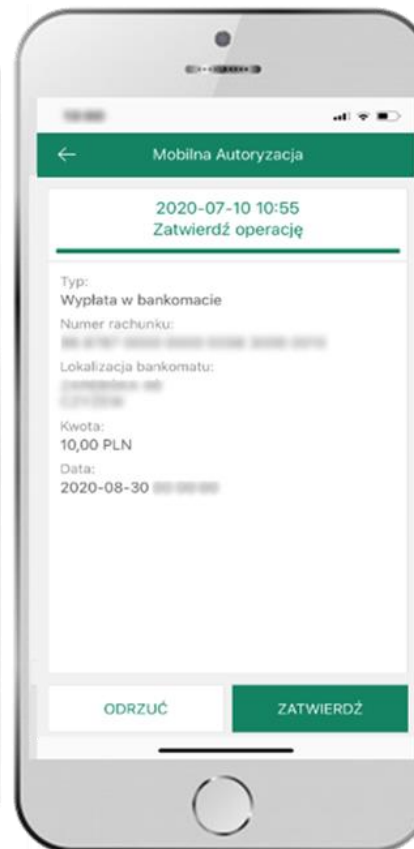 Mobilna Autoryzacja
2020-07-10 10:55
Zatwierdź operację
Typ:
Wypłata w bankomacie
Numer rachunku:
Lokalizacja bankomatu:
Kwota:
10,00 PLN
Data:
2020-08-30
ODRZUĆ
ZATWIERDŹ